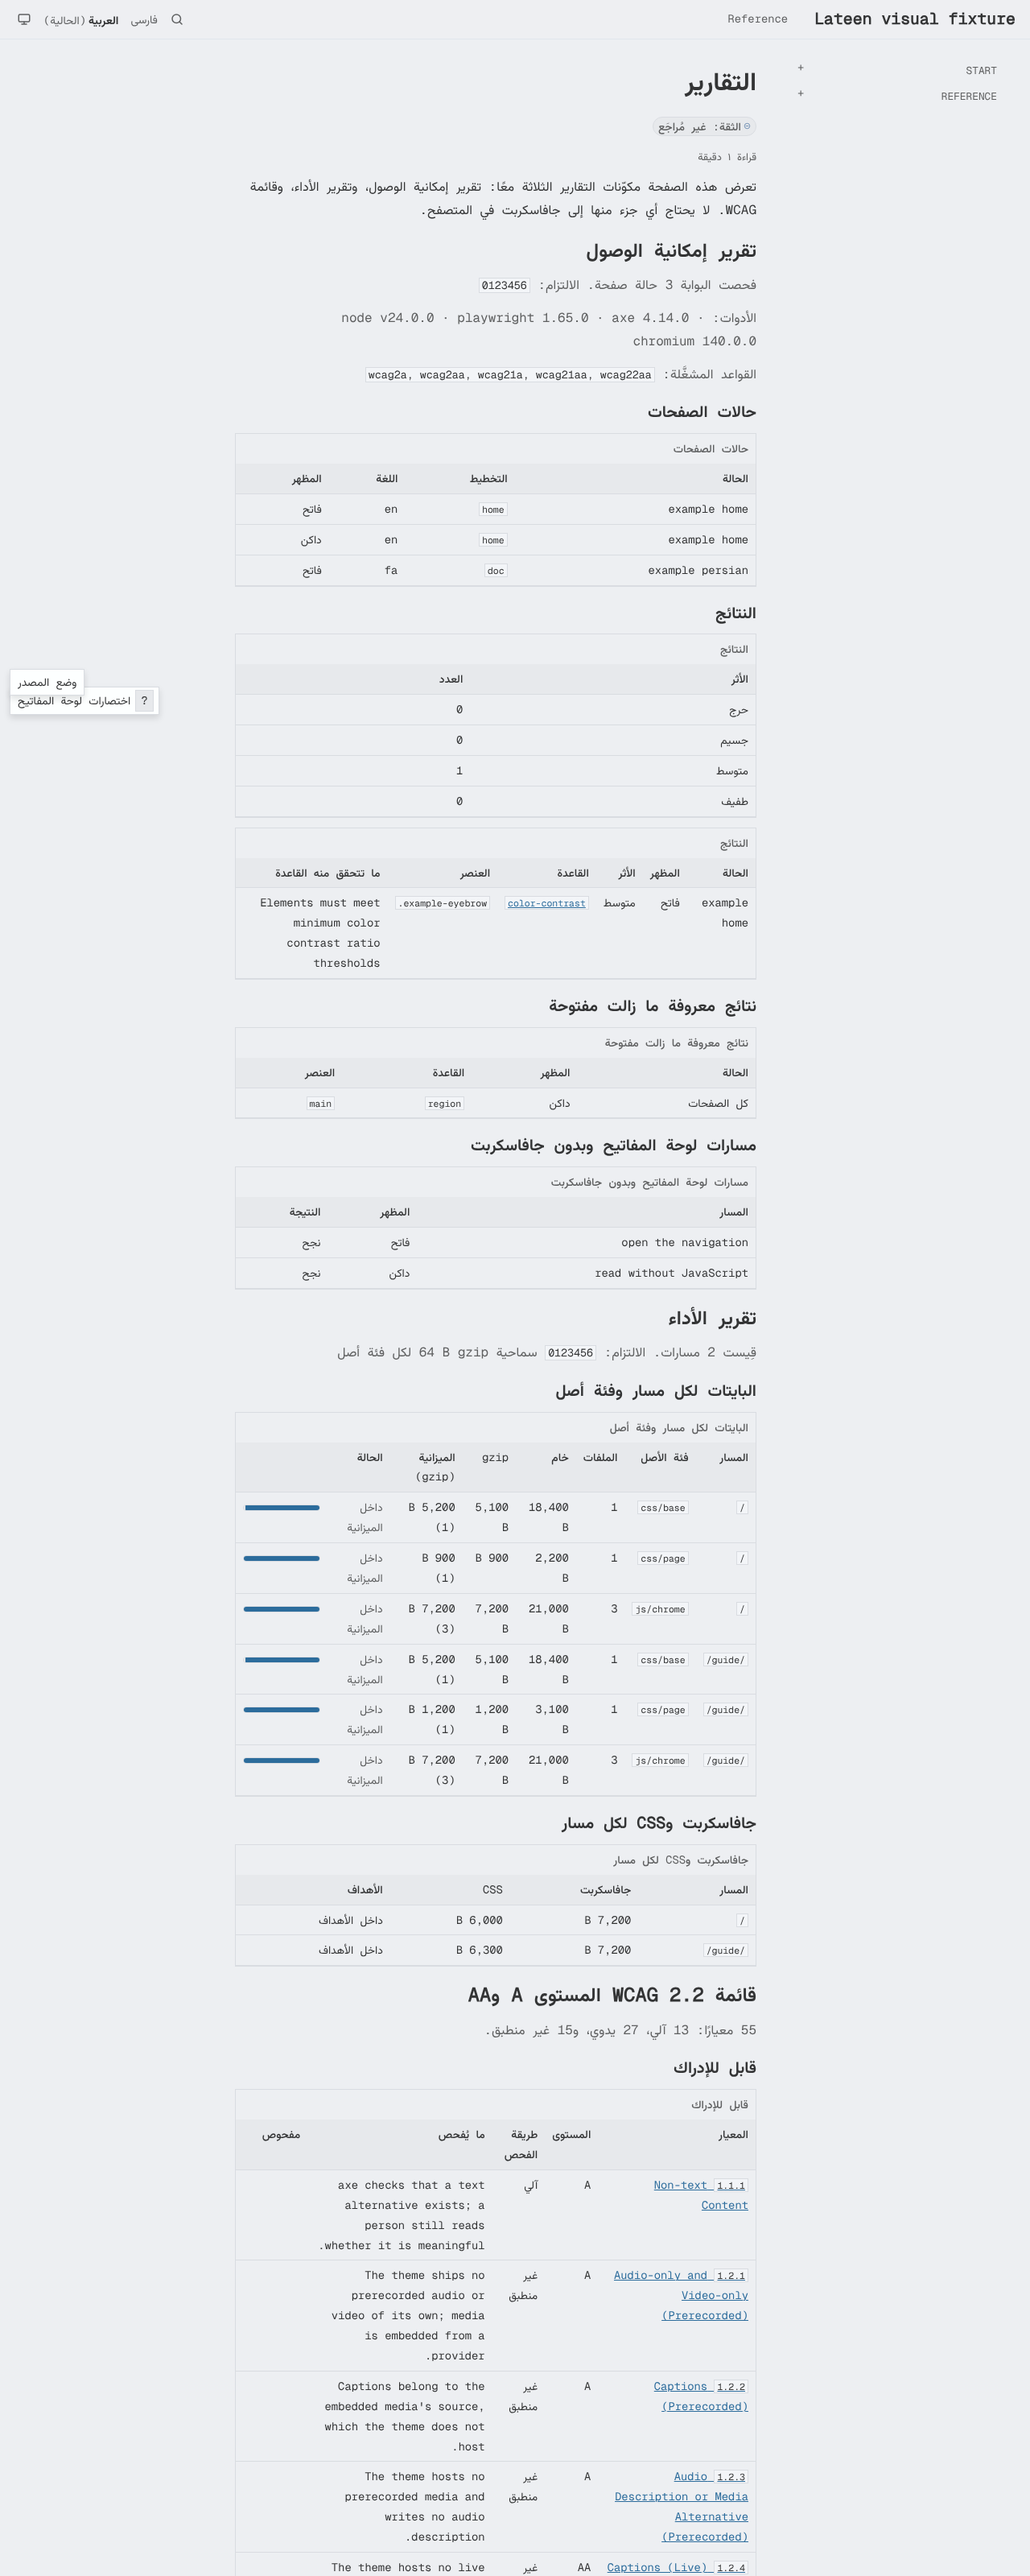 Lateen visual fixture
Reference
فارسی
العربية (الحالية)
START +
REFERENCE +
التقارير
الثقة: غير مُراجَع
قراءة ١ دقيقة
تعرض هذه الصفحة مكوّنات التقارير الثلاثة معًا: تقرير إمكانية الوصول، وتقرير الأداء، وقائمة
WCAG. لا يحتاج أي جزء منها إلى جافاسكربت في المتصفح.
تقرير إمكانية الوصول
فحصت البوابة 3 حالة صفحة. الالتزام: 0123456
الأدوات: node v24.0.0 · playwright 1.65.0 · axe 4.14.0 ·
chromium 140.0.0
القواعد المشغَّلة: wcag2a, wcag2aa, wcag21a, wcag21aa, wcag22aa
حالات الصفحات
حالات الصفحات
الحالة التخطيط اللغة المظهر
example home home en فاتح
example home home en داكن
example persian doc fa فاتح
النتائج
النتائج
الأثر العدد
حرج 0
جسيم 0
متوسط 1
طفيف 0
وضع المصدر
? اختصارات لوحة المفاتيح
النتائج
الحالة المظهر الأثر القاعدة العنصر ما تتحقق منه القاعدة
example فاتح متوسط color-contrast .example-eyebrow Elements must meet
home minimum color
contrast ratio
thresholds
نتائج معروفة ما زالت مفتوحة
نتائج معروفة ما زالت مفتوحة
الحالة المظهر القاعدة العنصر
كل الصفحات داكن region main
مسارات لوحة المفاتيح وبدون جافاسكربت
مسارات لوحة المفاتيح وبدون جافاسكربت
المسار المظهر النتيجة
open the navigation فاتح نجح
read without JavaScript داكن نجح
تقرير الأداء
قِيست 2 مسارات. الالتزام: 0123456 سماحية 64 B gzip لكل فئة أصل
البايتات لكل مسار وفئة أصل
البايتات لكل مسار وفئة أصل
المسار فئة الأصل الملفات خام gzip الميزانية الحالة
(gzip)
/ css/base 1 18,400 5,100 5,200 B داخل
B B (1) الميزانية
/ css/page 1 2,200 900 B 900 B داخل
B (1) الميزانية
/ js/chrome 3 21,000 7,200 7,200 B داخل
B B (3) الميزانية
/guide/ css/base 1 18,400 5,100 5,200 B داخل
B B (1) الميزانية
/guide/ css/page 1 3,100 1,200 1,200 B داخل
B B (1) الميزانية
/guide/ js/chrome 3 21,000 7,200 7,200 B داخل
B B (3) الميزانية
جافاسكربت وCSS لكل مسار
جافاسكربت وCSS لكل مسار
المسار جافاسكربت CSS الأهداف
/ 7,200 B 6,000 B داخل الأهداف
/guide/ 7,200 B 6,300 B داخل الأهداف
قائمة WCAG 2.2 المستوى A وAA
55 معيارًا: 13 آلي، 27 يدوي، و15 غير منطبق.
قابل للإدراك
قابل للإدراك
المعيار المستوى طريقة ما يُفحص مفحوص
الفحص
1.1.1 Non-text A آلي axe checks that a text
Content alternative exists; a
person still reads
whether it is meaningful.
1.2.1 Audio-only and A غير The theme ships no
Video-only منطبق prerecorded audio or
(Prerecorded) video of its own; media
is embedded from a
provider.
1.2.2 Captions A غير Captions belong to the
(Prerecorded) منطبق embedded media's source,
which the theme does not
host.
1.2.3 Audio A غير The theme hosts no
Description or Media منطبق prerecorded media and
Alternative writes no audio
(Prerecorded) description.
1.2.4 Captions (Live) AA غير The theme hosts no live